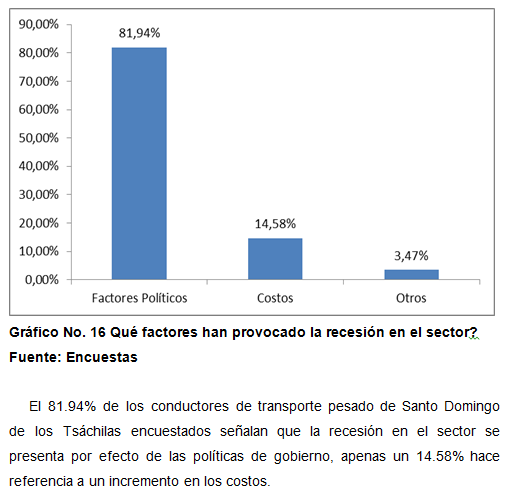 90,00%
81,94%
80,00%
70,00%
60,00%
50,00%
40,00%
30,00%
20,00%
14,58%
10,00%
3,47%
0,00%
Factores Políticos Costos Otros
Gráfico No. 16 Qué factores han provocado la recesión en el sector?
Fuente: Encuestas
El 81.94% de los conductores de transporte pesado de Santo Domingo
de los Tsáchilas encuestados señalan que la recesión en el sector se
presenta por efecto de las políticas de gobierno, apenas un 14.58% hace
referencia a un incremento en los costos.